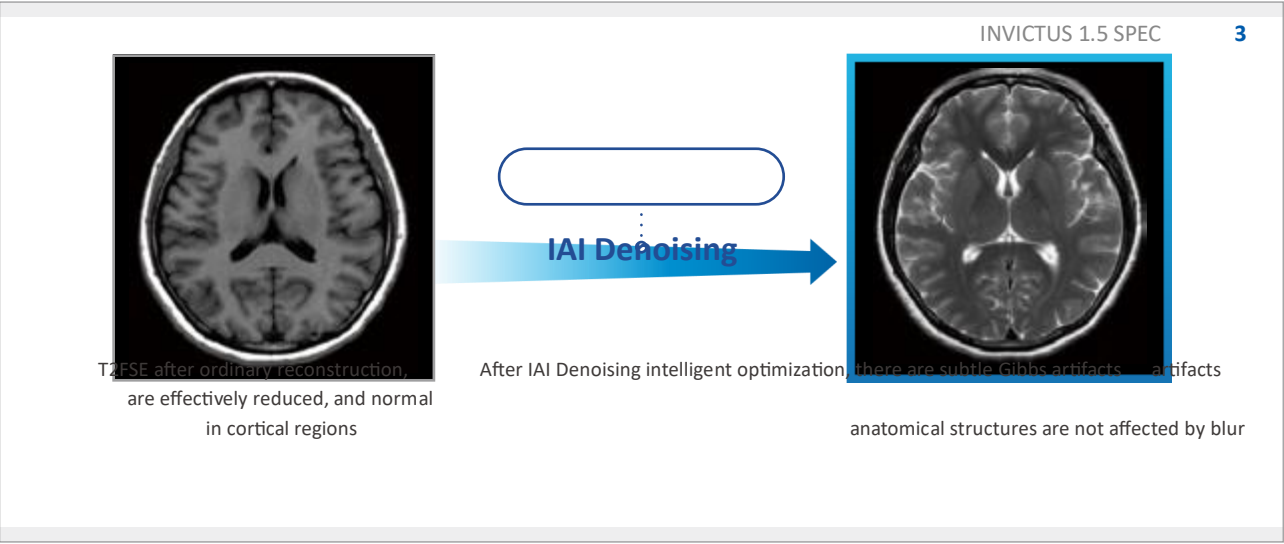 INVICTUS 1.5 SPEC 3
IAI Denoising
T2FSE after ordinary reconstruction, After IAI Denoising intelligent optimization, there are subtle Gibbs artifacts artifacts
are effectively reduced, and normal
in cortical regions anatomical structures are not affected by blur